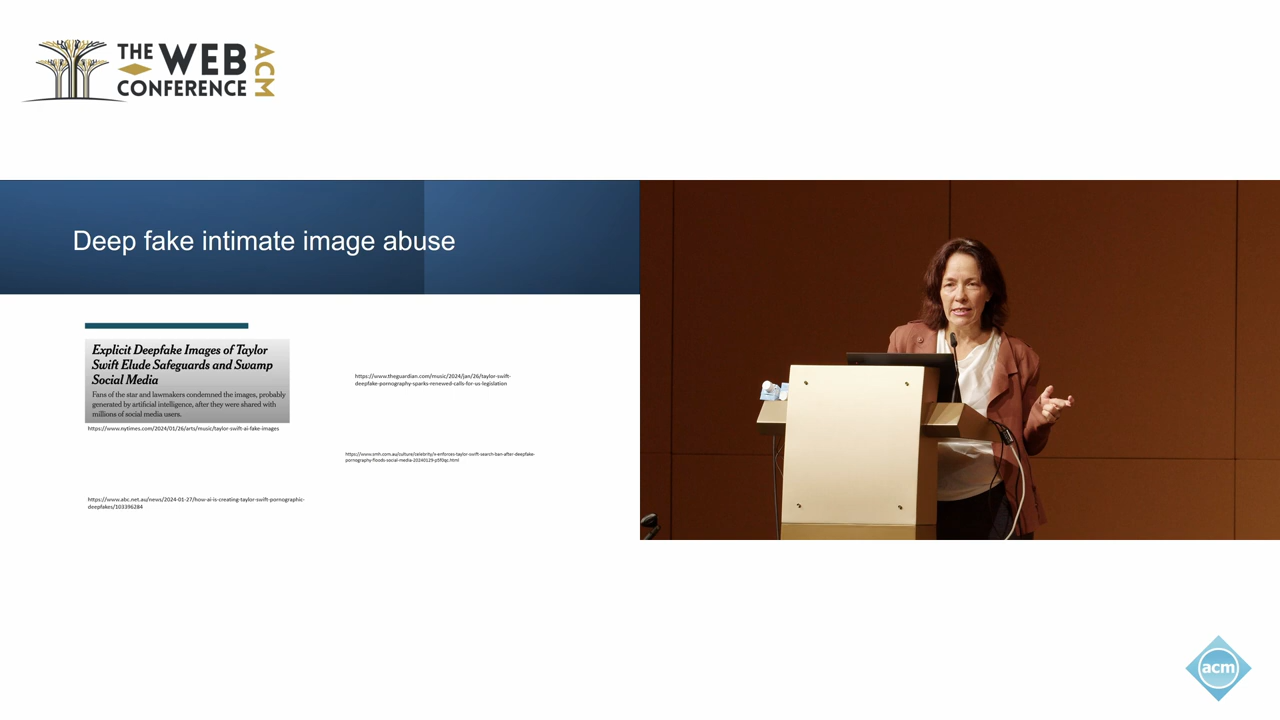 THE WEB
CONFERENCE
ACM
Deep fake intimate image abuse
Explicit Deepfake Images of Taylor
Swift Elude Safeguards and Swamp
Social Media
Fans of the star and lawmakers condemned the images, probably
generated by artificial intelligence, after they were shared with
millions of social media users.
https://www.nytimes.com/2024/01/26/arts/music/taylor-swift-ai-fake-images
https://www.theguardian.com/music/2024/jan/26/taylor-swift-
deepfake-pornography-sparks-renewed-calls-for-us-legislation
https://www.smh.com.au/culture/celebrity/x-enforces-taylor-swift-search-ban-after-deepfake-
pornography-floods-social-media-20240129-p5f0qc.html
https://www.abc.net.au/news/2024-01-27/how-ai-is-creating-taylor-swift-pornographic-
deepfakes/103396284
acm